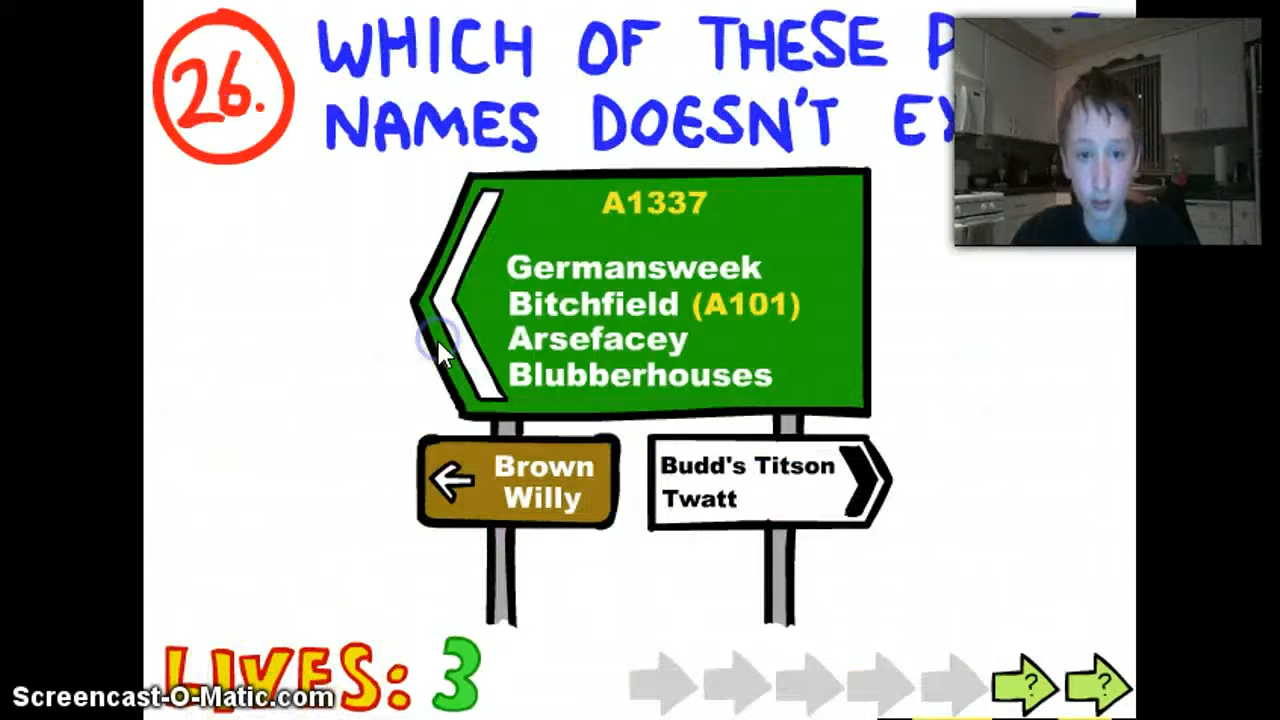 26.
WHICH OF THESE
NAMES DOESN'T
A1337
Germansweek
Bitchfield (A101)
Arsefacey
Blubberhouses
Brown
Willy
Budd's Titson
Twatt
LIVES: 3
? ?
Screencast-O-Matic.com